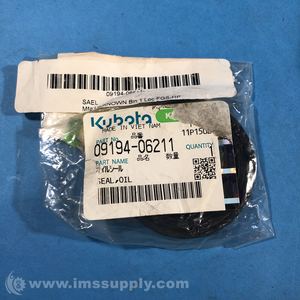 09194-06211
Kubota
MADE IN VIET NAM
品番
09194-06211
QUANTITY
PART NAME 品名 数量
オイルシール
SEAL,OIL
© www.imssupply.com